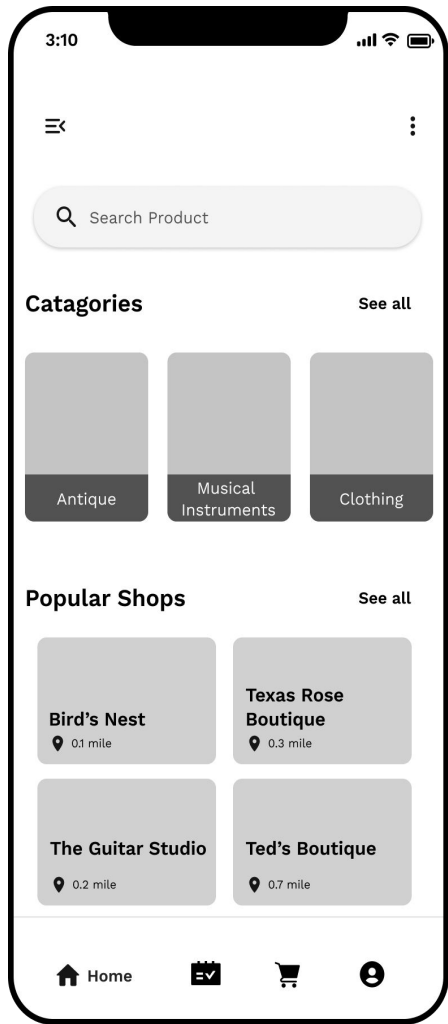 3:10
Search Product
Catagories
See all
Antique
Musical
Instruments
Clothing
Popular Shops
See all
Bird's Nest
0.1 mile
Texas Rose
Boutique
0.3 mile
The Guitar Studio
0.2 mile
Ted's Boutique
0.7 mile
Home